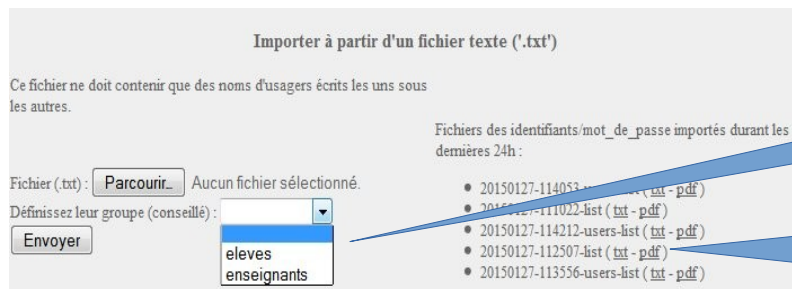 Importer à partir d'un fichier texte ('.txt')
Ce fichier ne doit contenir que des noms d'usagers écrits les uns sous
les autres.
Fichier (.txt) : Parcourir... Aucun fichier sélectionné.
Définissez leur groupe (conseillé) :
eleves
enseignants
Envoyer
Fichiers des identifiants/mot_de_passe importés durant les
dernières 24h :
20150127-114053- ( txt - pdf )
20150127-111022-list ( txt - pdf )
20150127-114212-users-list ( txt - pdf )
20150127-112507-list ( txt - pdf )
20150127-113556-users-list ( txt - pdf )